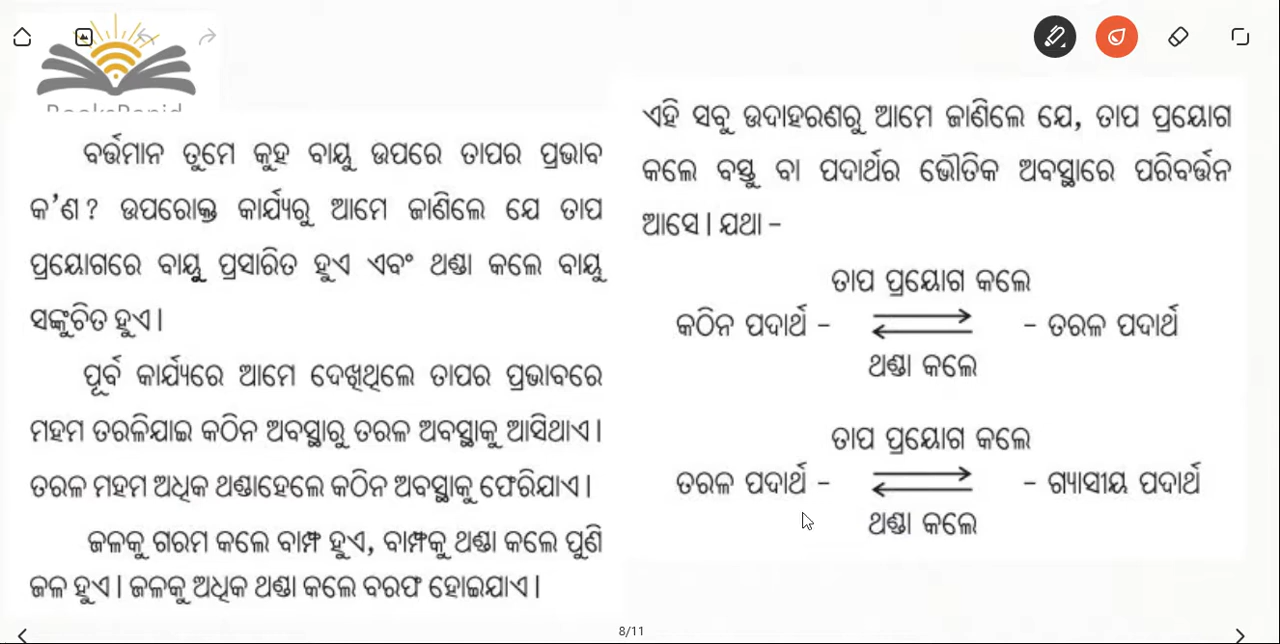 ବର୍ତ୍ତମାନ ତୁମେ କୁହ ବାୟୁ ଉପରେ ତାପର ପ୍ରଭାବ
କ'ଣ ? ଉପରୋକ୍ତ କାର୍ଯ୍ୟରୁ ଆମେ ଜାଣିଲେ ଯେ ତାପ
ପ୍ରୟୋଗରେ ବାୟୁ ପ୍ରସାରିତ ହୁଏ ଏବଂ ଥଣ୍ଡା କଲେ ବାୟୁ
ସଙ୍କୁଚିତ ହୁଏ ।
ପୂର୍ବ କାର୍ଯ୍ୟରେ ଆମେ ଦେଖିଥିଲେ ତାପର ପ୍ରଭାବରେ
ମହମ ତରଳିଯାଇ କଠିନ ଅବସ୍ଥାରୁ ତରଳ ଅବସ୍ଥାକୁ ଆସିଥାଏ ।
ତରଳ ମହମ ଅଧିକ ଥଣ୍ଡାହେଲେ କଠିନ ଅବସ୍ଥାକୁ ଫେରିଯାଏ ।
ଜଳକୁ ଗରମ କଲେ ବାମ୍ଫ ହୁଏ, ବାମ୍ଫକୁ ଥଣ୍ଡା କଲେ ପୁଣି
ଜଳ ହୁଏ । ଜଳକୁ ଅଧିକ ଥଣ୍ଡା କଲେ ବରଫ ହୋଇଯାଏ ।
ଏହି ସବୁ ଉଦାହରଣରୁ ଆମେ ଜାଣିଲେ ଯେ, ତାପ ପ୍ରୟୋଗ
କଲେ ବସ୍ତୁ ବା ପଦାର୍ଥର ଭୌତିକ ଅବସ୍ଥାରେ ପରିବର୍ତ୍ତନ
ଆସେ । ଯଥା –
ତାପ ପ୍ରୟୋଗ କଲେ
କଠିନ ପଦାର୍ଥ – – ତରଳ ପଦାର୍ଥ
ଥଣ୍ଡା କଲେ
ତାପ ପ୍ରୟୋଗ କଲେ
ତରଳ ପଦାର୍ଥ – – ଗ୍ୟାସୀୟ ପଦାର୍ଥ
ଥଣ୍ଡା କଲେ
8/11